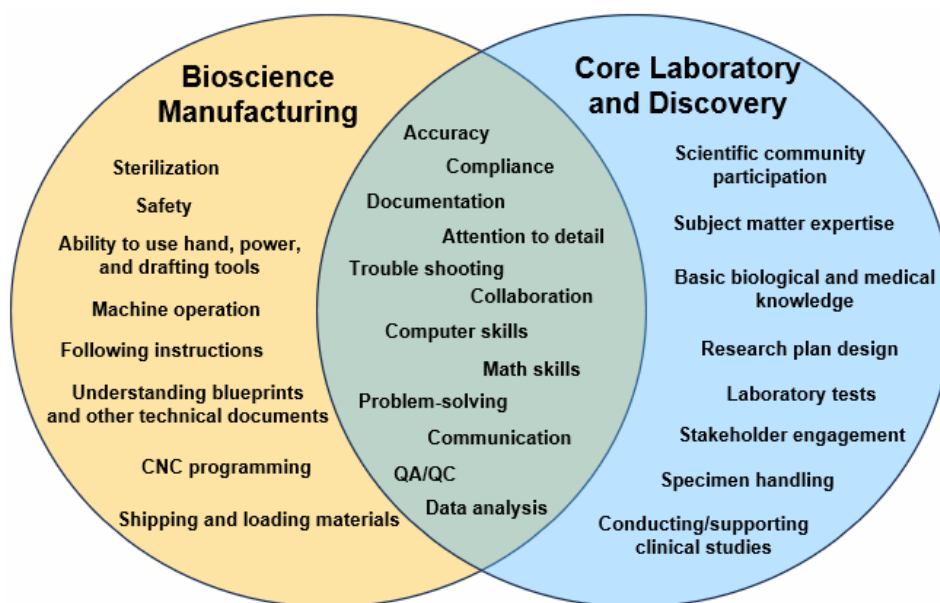 Bioscience
Manufacturing
Sterilization
Safety
Ability to use hand, power,
and drafting tools
Machine operation
Following instructions
Understanding blueprints
and other technical documents
CNC programming
Shipping and loading materials
Accuracy
Compliance
Documentation
Attention to detail
Trouble shooting
Collaboration
Computer skills
Math skills
Problem-solving
Communication
QA/QC
Data analysis
Core Laboratory
and Discovery
Scientific community
participation
Subject matter expertise
Basic biological and medical
knowledge
Research plan design
Laboratory tests
Stakeholder engagement
Specimen handling
Conducting/supporting
clinical studies